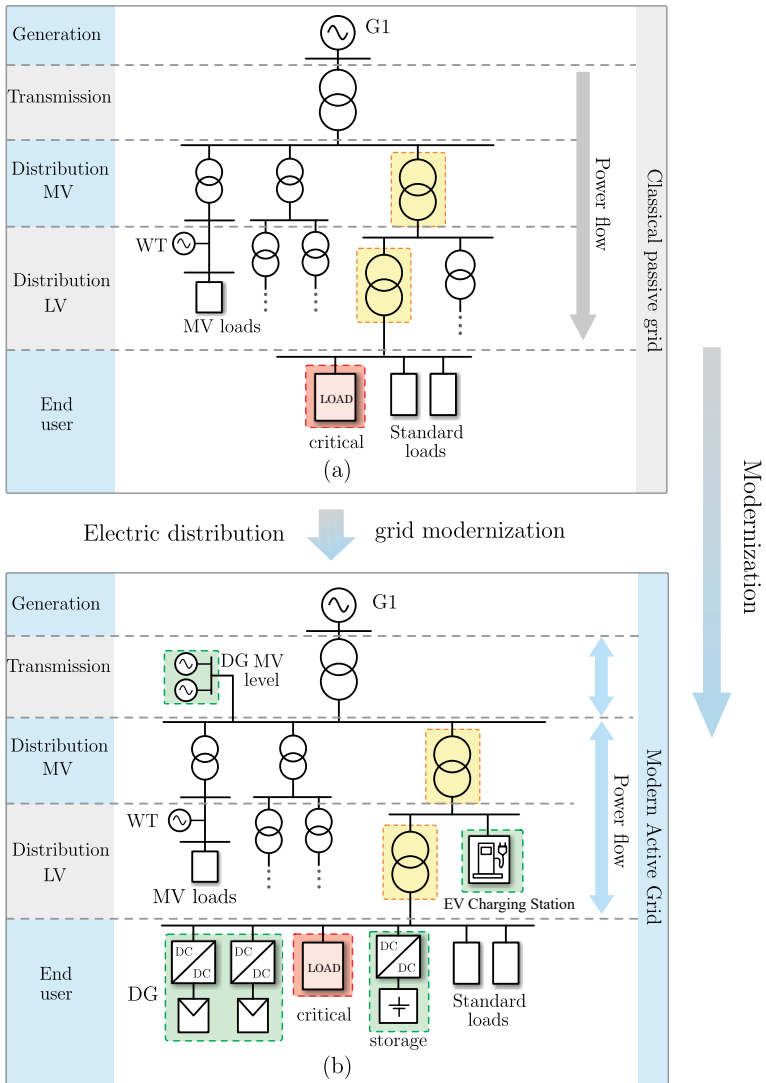 Generation
G1
Transmission
Distribution
MV
Power flow
Classical passive grid
WT
Distribution
LV
MV loads
End
user
LOAD
critical
Standard
loads
(a)
Electric distribution
grid modernization
Modernization
Generation
G1
Transmission
DG MV
level
Distribution
MV
Power flow
Modern Active Grid
WT
Distribution
LV
MV loads
EV Charging Station
End
user
DG
DC
DC
DC
DC
LOAD
critical
DC
DC
storage
Standard
loads
(b)